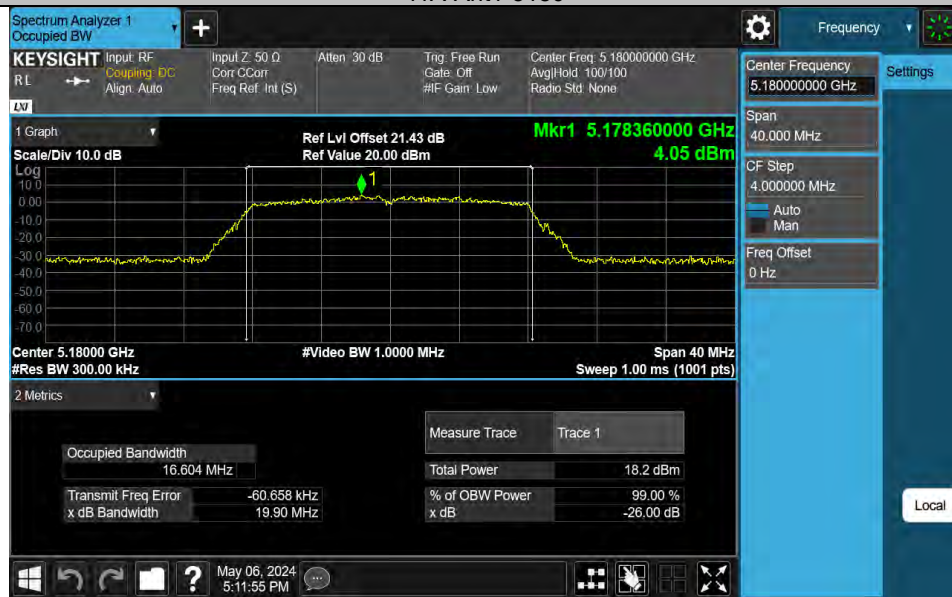 Spectrum Analyzer 1
Occupied BW
Frequency
KEYSIGHT
Input: RF
Coupling: DC
Align: Auto
Input Z: 50 Ω
Corr CCorr
Freq Ref: Int (S)
Atten: 30 dB
Trig: Free Run
Gate: Off
#IF Gain: Low
Center Freq: 5.180000000 GHz
Avg|Hold: 100/100
Radio Std: None
R L
LXI
Center Frequency
5.180000000 GHz
Settings
Span
40.000 MHz
CF Step
4.000000 MHz
Auto
Man
Freq Offset
0 Hz
1 Graph
Ref Lvl Offset 21.43 dB
Mkr1 5.178360000 GHz
Scale/Div 10.0 dB
Ref Value 20.00 dBm
4.05 dBm
Log
10.0
0.00
-10.0
-20.0
-30.0
-40.0
-50.0
-60.0
-70.0
1
Center 5.18000 GHz
#Video BW 1.0000 MHz
Span 40 MHz
#Res BW 300.00 kHz
Sweep 1.00 ms (1001 pts)
2 Metrics
Measure Trace Trace 1
Occupied Bandwidth
16.604 MHz
Total Power 18.2 dBm
Transmit Freq Error -60.658 kHz
% of OBW Power 99.00 %
x dB Bandwidth 19.90 MHz
x dB -26.00 dB
Local
?
May 06, 2024
5:11:55 PM